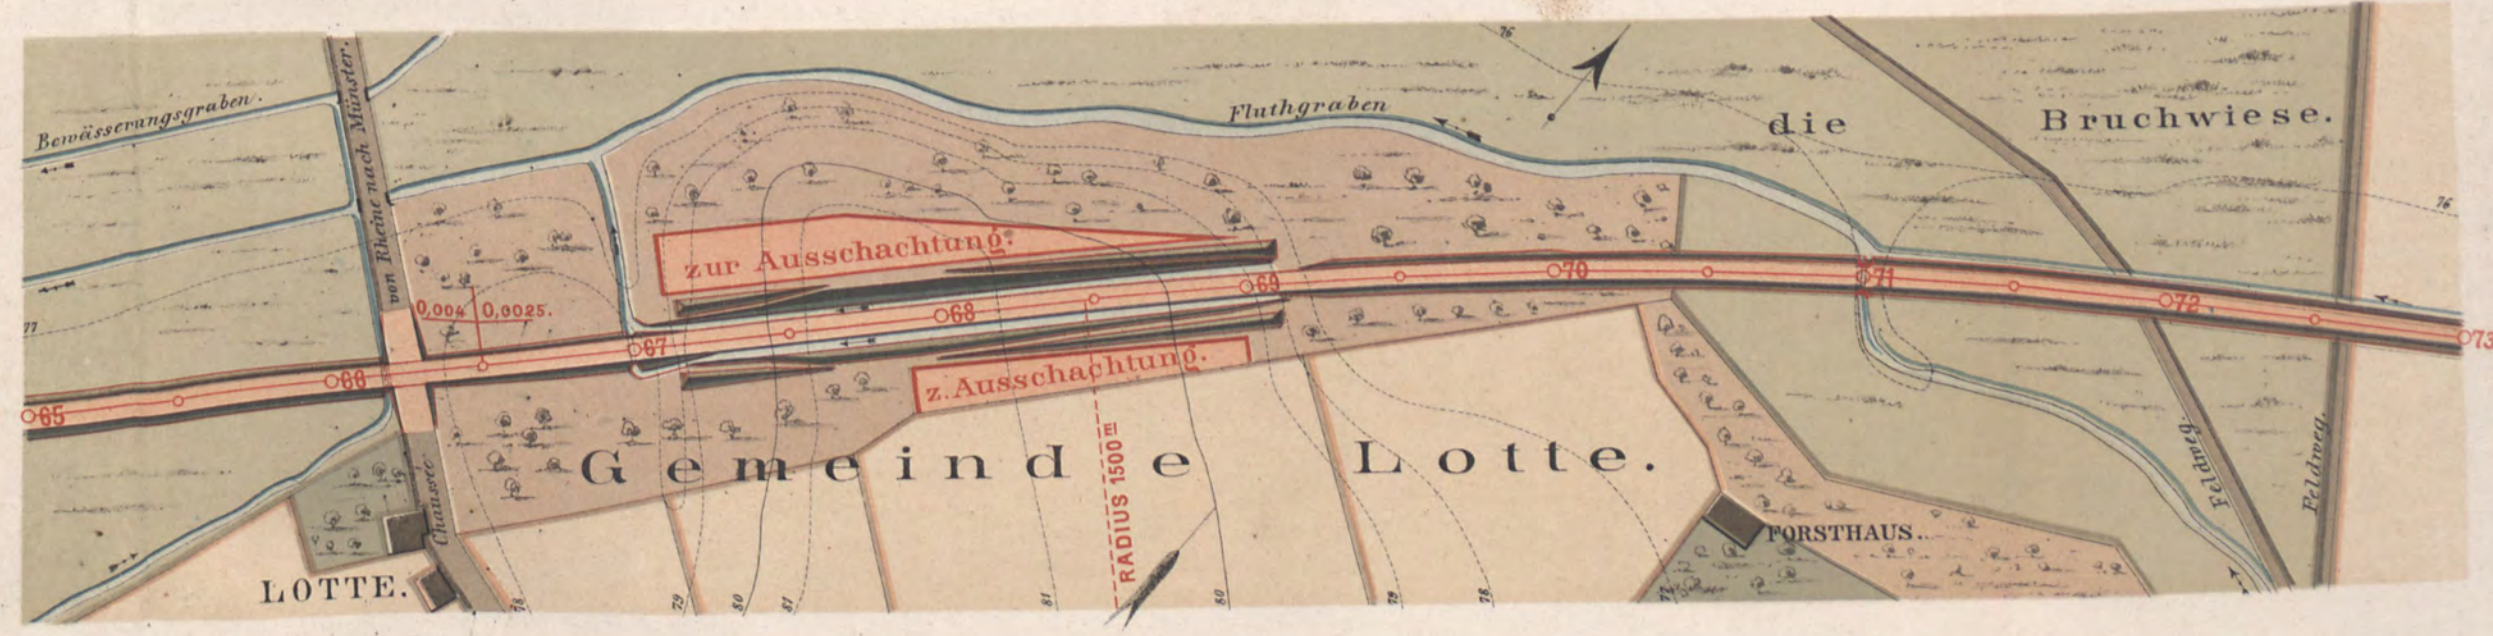 Bewässerungsgraben.
von Rheine nach Münster.
Chaussée
Fluthgraben
die Bruchwiese.
76
76
77
zur Ausschachtung.
z. Ausschachtung.
0,004 0,0025.
65
66
67
68
69
70
71
72
73
Gemeinde Lotte.
RADIUS 1500 m
LOTTE.
FORSTHAUS.
Feldweg.
Feldweg.
78
79
80
81
81
80
79
78
77